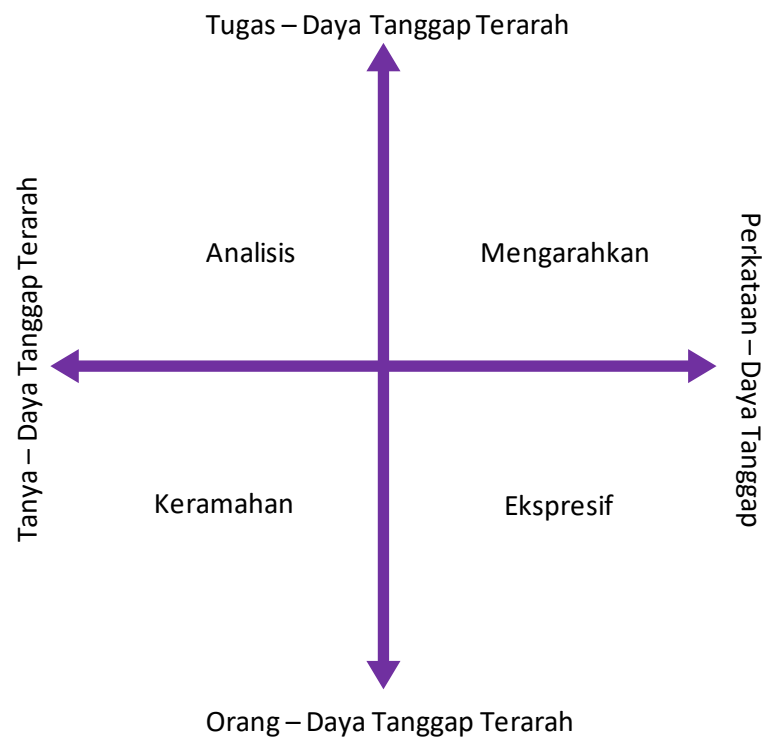 Tugas – Daya Tanggap Terarah
Tanya – Daya Tanggap Terarah
Perkataan – Daya Tanggap
Analisis
Mengarahkan
Keramahan
Ekspresif
Orang – Daya Tanggap Terarah